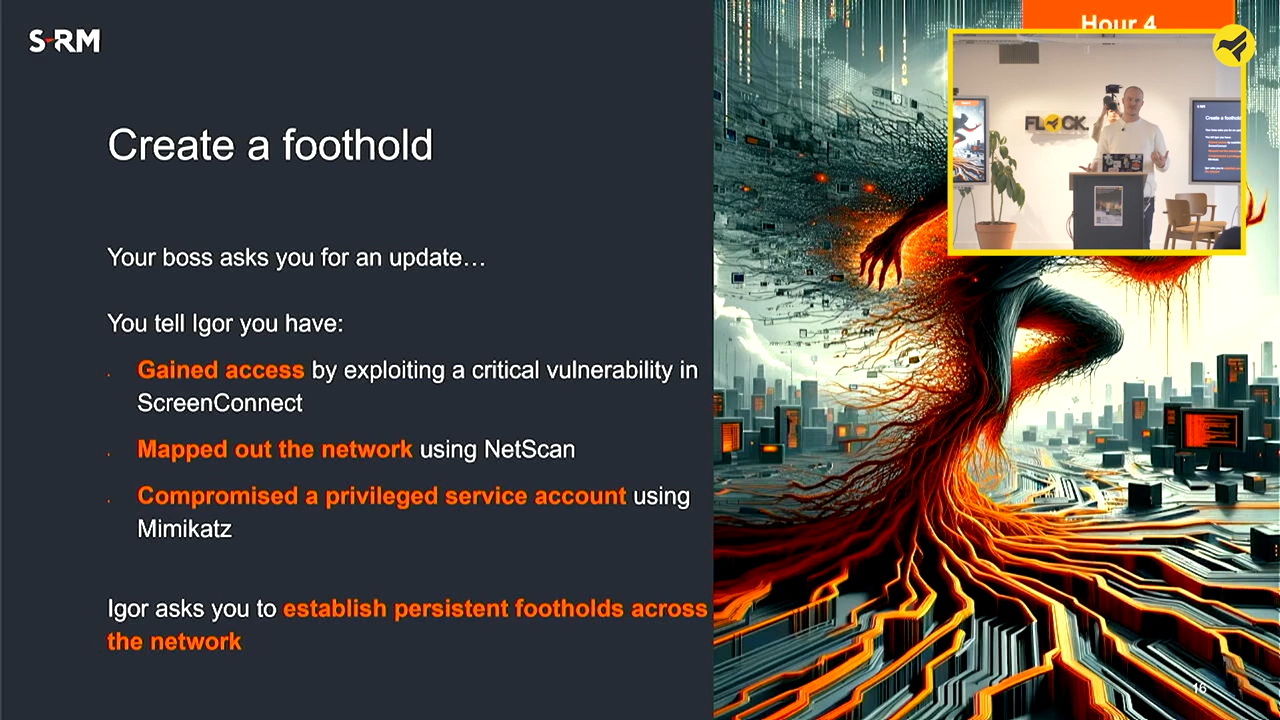 S-RM
Hour 4
FLOCK.
Create a foothold
Your boss asks you for an update…
You tell Igor you have:
Gained access by exploiting a critical vulnerability in
ScreenConnect
Mapped out the network using NetScan
Compromised a privileged service account using
Mimikatz
Igor asks you to establish persistent footholds across
the network
16